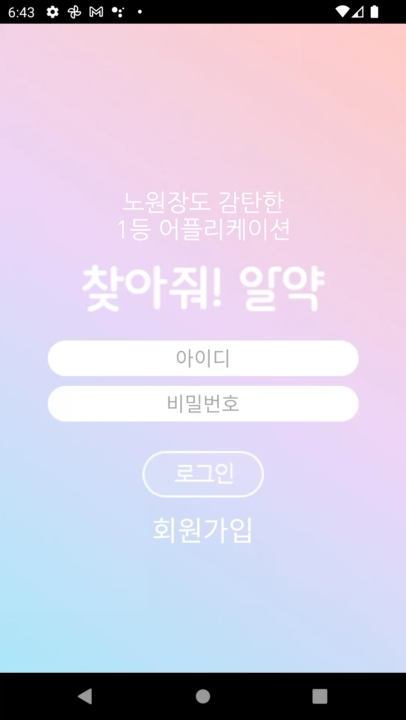 6:43
노원장도 감탄한
1등 어플리케이션
찾아줘! 알약
아이디
비밀번호
로그인
회원가입